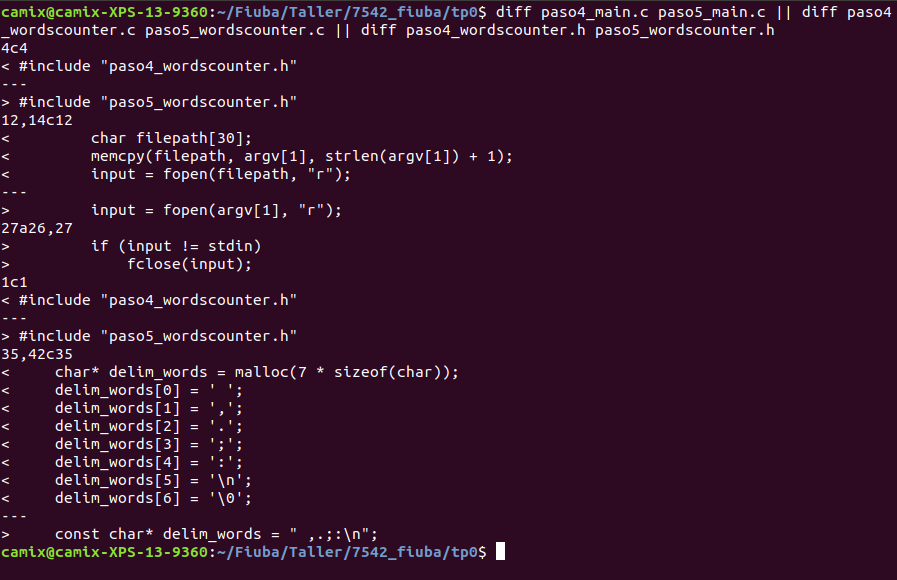 camix@camix-XPS-13-9360:~/Fiuba/Taller/7542_fiuba/tp0$ diff paso4_main.c paso5_main.c || diff paso4
_wordscounter.c paso5_wordscounter.c || diff paso4_wordscounter.h paso5_wordscounter.h
4c4
< #include "paso4_wordscounter.h"
---
> #include "paso5_wordscounter.h"
12,14c12
<         char filepath[30];
<         memcpy(filepath, argv[1], strlen(argv[1]) + 1);
<         input = fopen(filepath, "r");
---
>         input = fopen(argv[1], "r");
27a26,27
>         if (input != stdin)
>             fclose(input);
1c1
< #include "paso4_wordscounter.h"
---
> #include "paso5_wordscounter.h"
35,42c35
<     char* delim_words = malloc(7 * sizeof(char));
<     delim_words[0] = ' ';
<     delim_words[1] = ',';
<     delim_words[2] = '.';
<     delim_words[3] = ';';
<     delim_words[4] = ':';
<     delim_words[5] = '\n';
<     delim_words[6] = '\0';
---
>     const char* delim_words = " ,.;:\n";
camix@camix-XPS-13-9360:~/Fiuba/Taller/7542_fiuba/tp0$